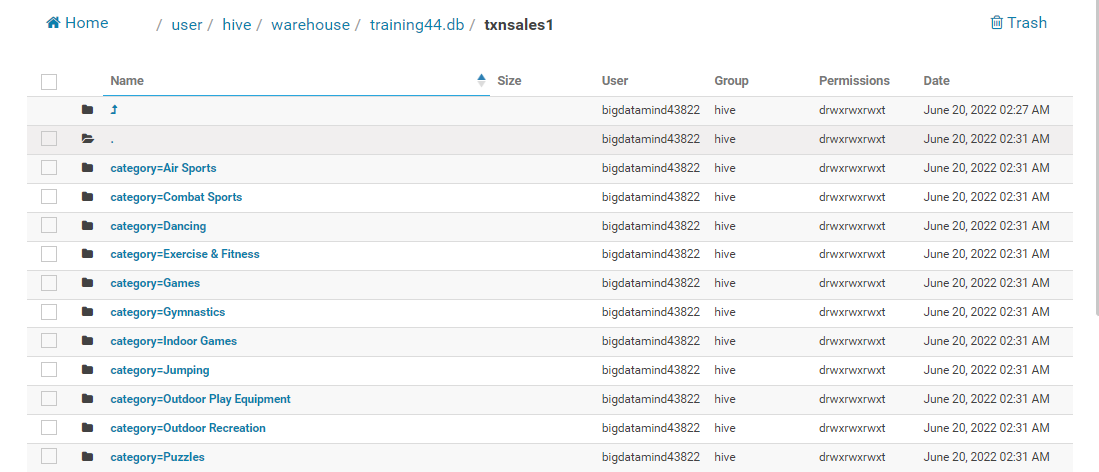 Home / user / hive / warehouse / training44.db / txnsales1 Trash
Name Size User Group Permissions Date
bigdatamind43822 hive drwxrwxrwxt June 20, 2022 02:27 AM
. bigdatamind43822 hive drwxrwxrwxt June 20, 2022 02:31 AM
category=Air Sports bigdatamind43822 hive drwxrwxrwxt June 20, 2022 02:31 AM
category=Combat Sports bigdatamind43822 hive drwxrwxrwxt June 20, 2022 02:31 AM
category=Dancing bigdatamind43822 hive drwxrwxrwxt June 20, 2022 02:31 AM
category=Exercise & Fitness bigdatamind43822 hive drwxrwxrwxt June 20, 2022 02:31 AM
category=Games bigdatamind43822 hive drwxrwxrwxt June 20, 2022 02:31 AM
category=Gymnastics bigdatamind43822 hive drwxrwxrwxt June 20, 2022 02:31 AM
category=Indoor Games bigdatamind43822 hive drwxrwxrwxt June 20, 2022 02:31 AM
category=Jumping bigdatamind43822 hive drwxrwxrwxt June 20, 2022 02:31 AM
category=Outdoor Play Equipment bigdatamind43822 hive drwxrwxrwxt June 20, 2022 02:31 AM
category=Outdoor Recreation bigdatamind43822 hive drwxrwxrwxt June 20, 2022 02:31 AM
category=Puzzles bigdatamind43822 hive drwxrwxrwxt June 20, 2022 02:31 AM